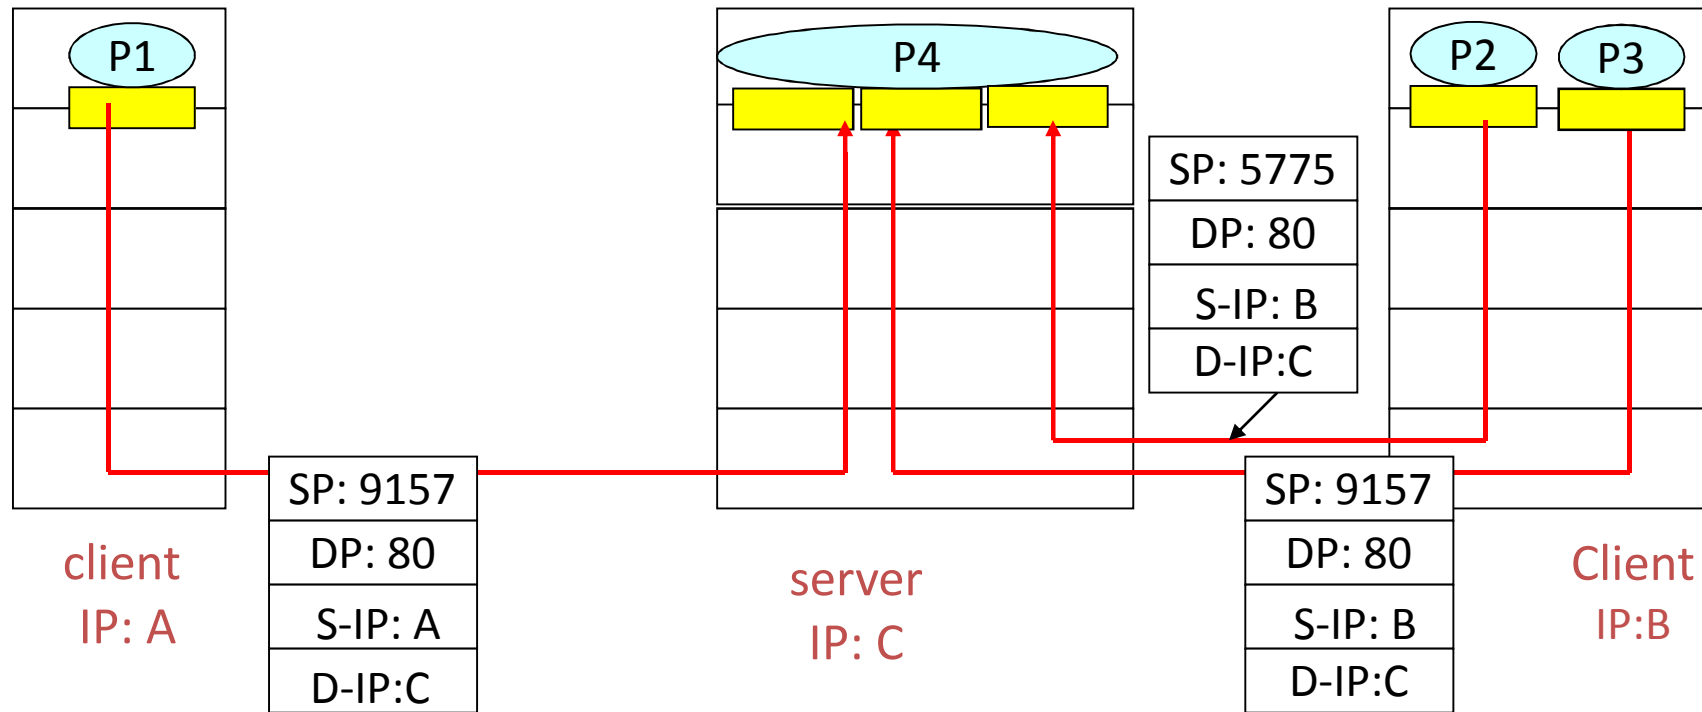 P1
P4
P2
P3
SP: 5775
DP: 80
S-IP: B
D-IP:C
SP: 9157
DP: 80
S-IP: A
D-IP:C
SP: 9157
DP: 80
S-IP: B
D-IP:C
client
IP: A
server
IP: C
Client
IP:B